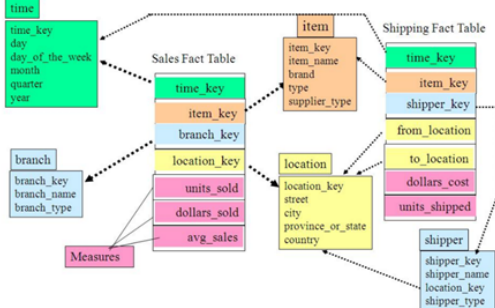 time
time_key
day
day_of_the_week
month
quarter
year
Sales Fact Table
time_key
item_key
branch_key
location_key
units_sold
dollars_sold
avg_sales
Measures
branch
branch_key
branch_name
branch_type
item
item_key
item_name
brand
type
supplier_type
location
location_key
street
city
province_or_state
country
Shipping Fact Table
time_key
item_key
shipper_key
from_location
to_location
dollars_cost
units_shipped
shipper
shipper_key
shipper_name
location_key
shipper_type